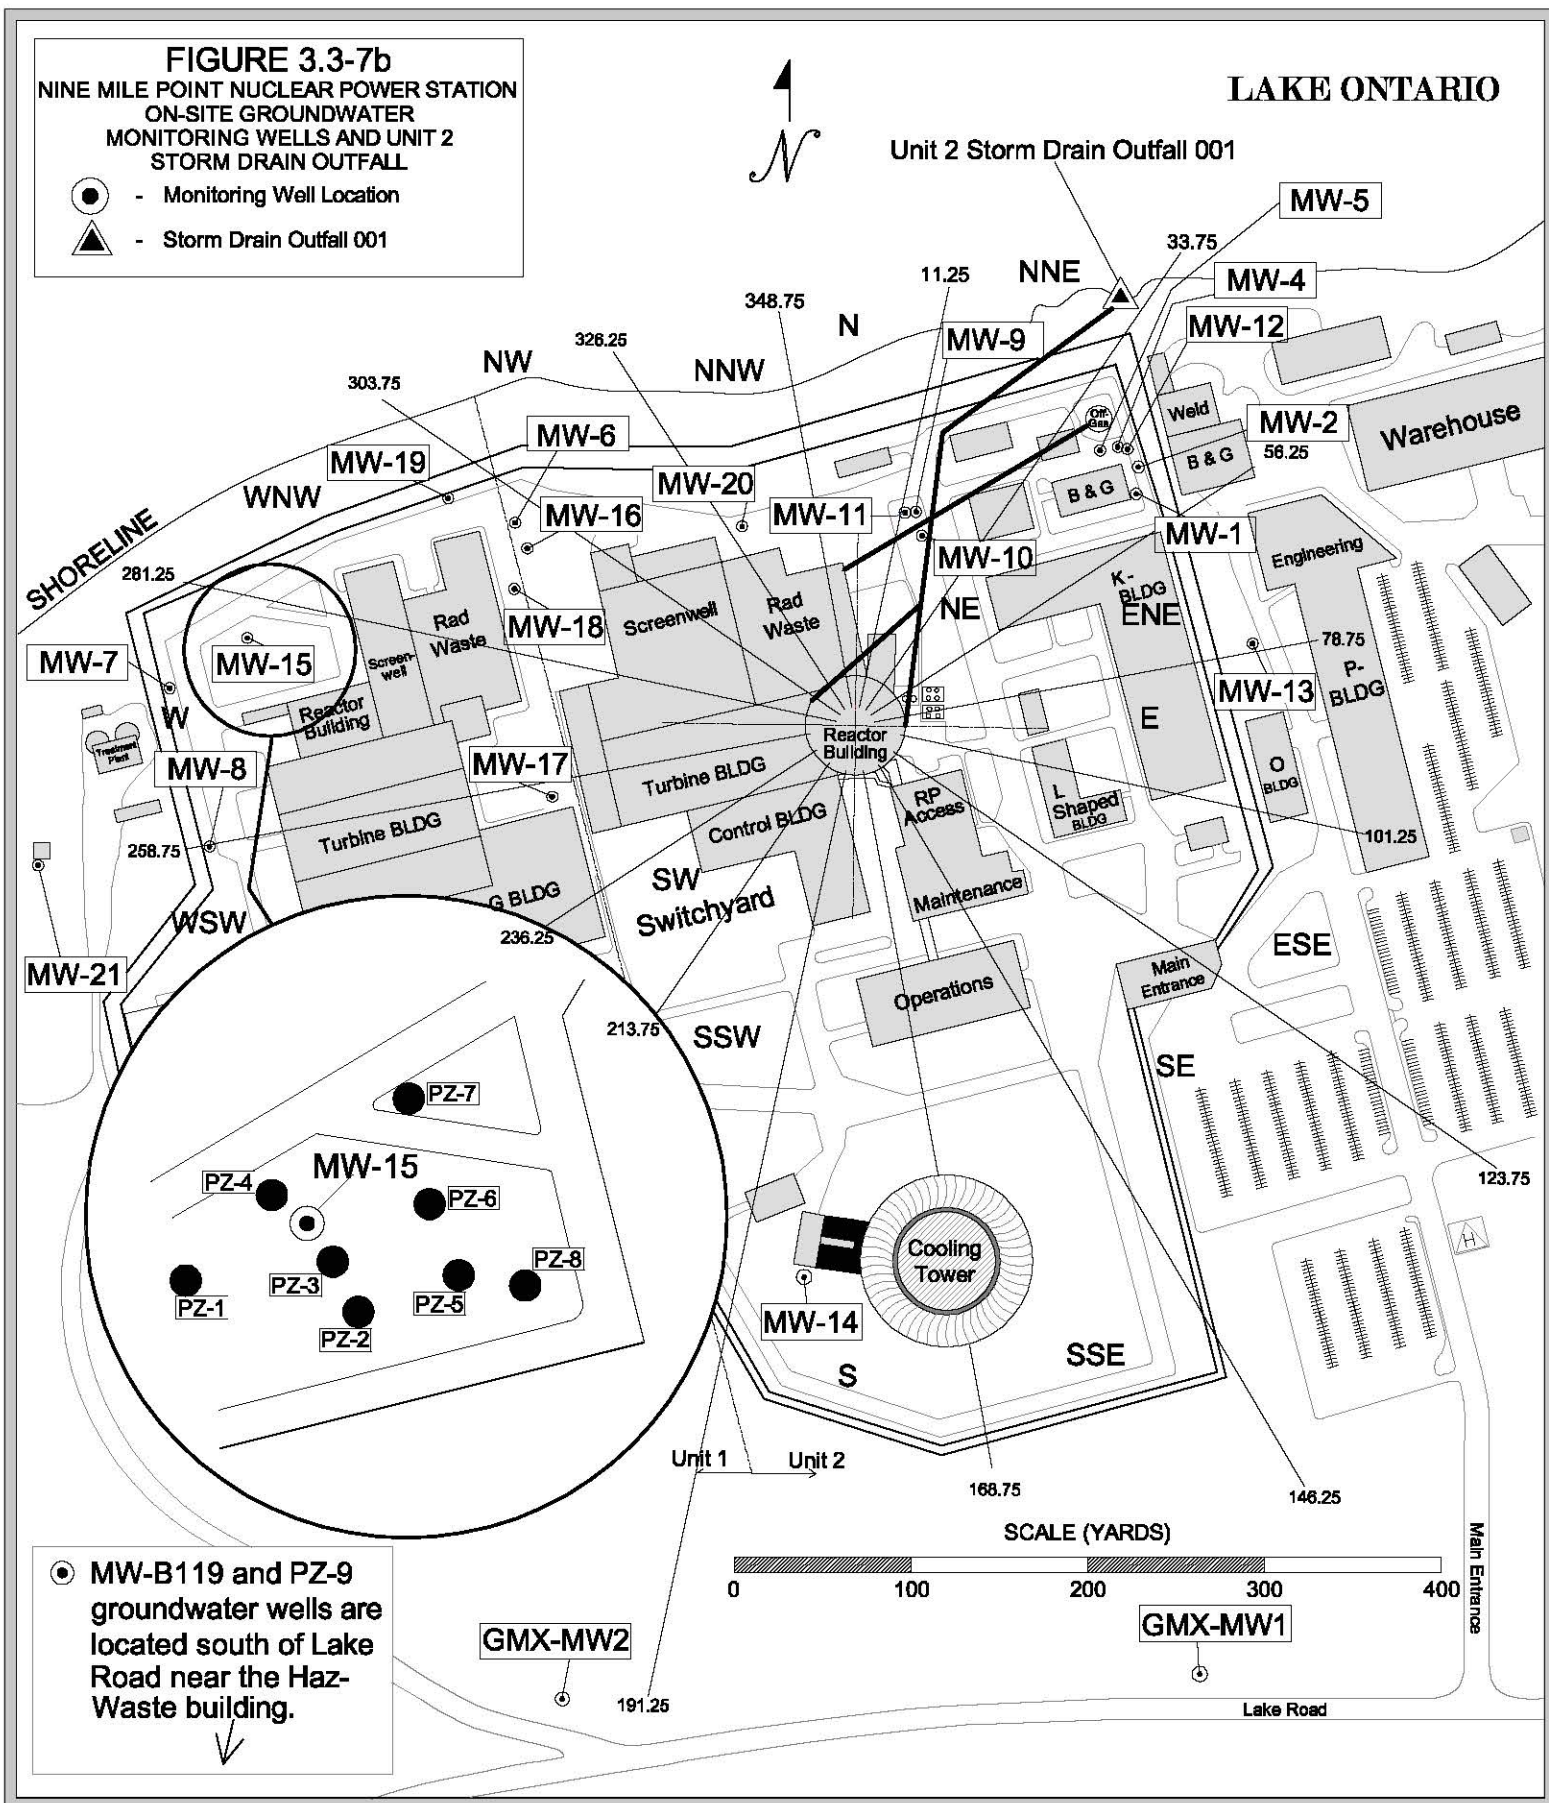 FIGURE 3.3-7b
NINE MILE POINT NUCLEAR POWER STATION
ON-SITE GROUNDWATER
MONITORING WELLS AND UNIT 2
STORM DRAIN OUTFALL
- Monitoring Well Location
- Storm Drain Outfall 001
N
LAKE ONTARIO
Unit 2 Storm Drain Outfall 001
MW-5
33.75
NNE
11.25
MW-4
348.75
N
MW-12
326.25
MW-9
NW
NNW
303.75
Off-
Gas
Weld
MW-2
Warehouse
MW-6
56.25
B & G
MW-19
MW-20
B & G
WNW
MW-16
MW-11
MW-1
SHORELINE
MW-10
Engineering
281.25
K-
BLDG
NE
ENE
Rad
Waste
MW-18
Screenwell
Rad
Waste
78.75
MW-7
MW-15
Screen-
well
P-
BLDG
MW-13
W
Reactor
Building
E
Reactor
Building
Treatment
Plant
MW-8
MW-17
Turbine BLDG
O
BLDG
RP
Access
L
Shaped
BLDG
Control BLDG
Turbine BLDG
101.25
258.75
SW
Switchyard
Maintenance
G BLDG
WSW
236.25
ESE
MW-21
Main
Entrance
Operations
213.75
SSW
SE
PZ-7
MW-15
PZ-4
PZ-6
123.75
H
Cooling
Tower
PZ-8
PZ-3
PZ-5
PZ-1
PZ-2
MW-14
SSE
S
Unit 1
Unit 2
168.75
146.25
SCALE (YARDS)
0 100 200 300 400
Main Entrance
MW-B119 and PZ-9
groundwater wells are
located south of Lake
Road near the Haz-
Waste building.
GMX-MW2
GMX-MW1
191.25
Lake Road